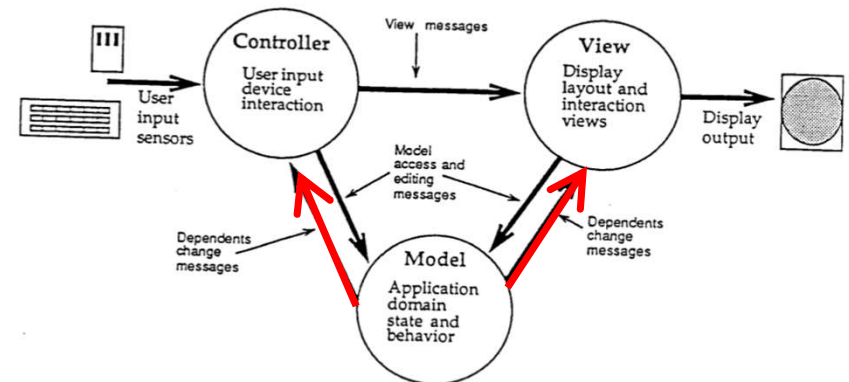 Controller
User input
device
interaction
View messages
View
Display
layout and
interaction
views
User
input
sensors
Display
output
Model
access and
editing
messages
Dependents
change
messages
Dependents
change
messages
Model
Application
domain
state and
behavior